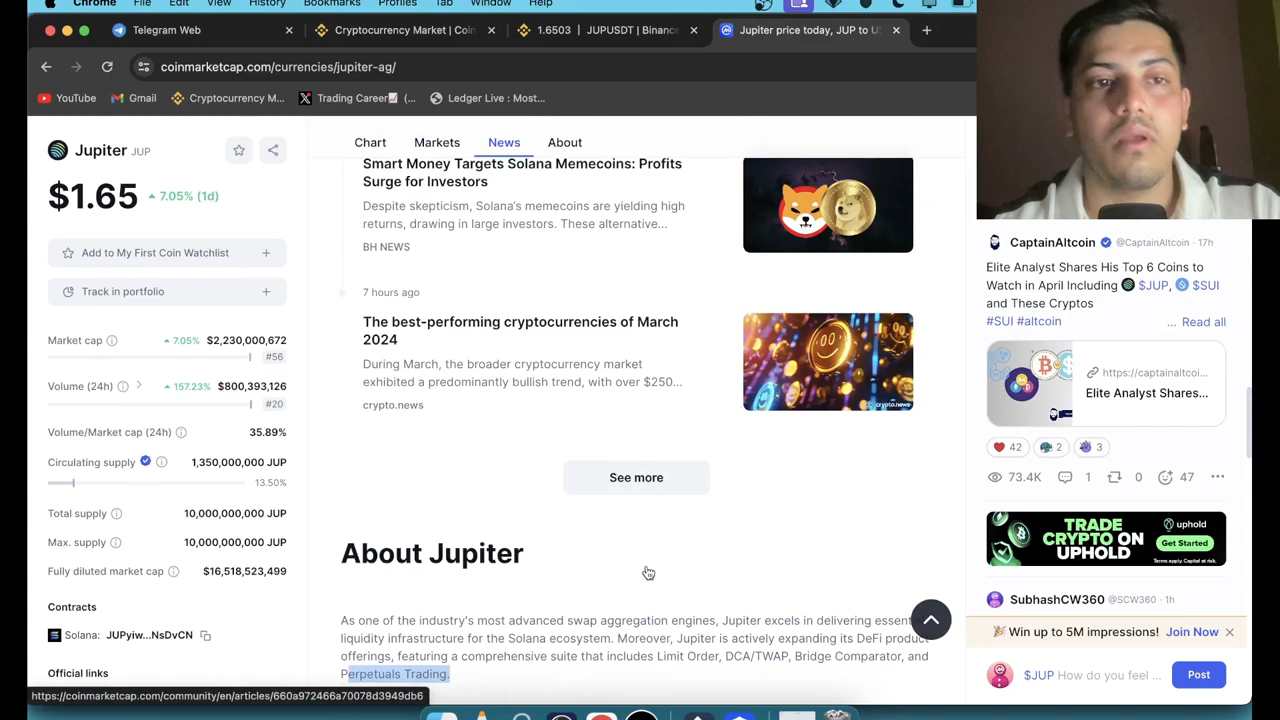 Chrome File Edit View History Bookmarks Profiles Tab Window Help
Telegram Web
Cryptocurrency Market | Coin
1.6503 | JUPUSDT | Binance
Jupiter price today, JUP to U
coinmarketcap.com/currencies/jupiter-ag/
YouTube
Gmail
Cryptocurrency M...
Trading Career (...
Ledger Live : Most...
Jupiter JUP
$1.65 7.05% (1d)
Add to My First Coin Watchlist +
Track in portfolio +
Market cap 7.05% $2,230,000,672
#56
Volume (24h) 157.23% $800,393,126
#20
Volume/Market cap (24h) 35.89%
Circulating supply 1,350,000,000 JUP
13.50%
Total supply 10,000,000,000 JUP
Max. supply 10,000,000,000 JUP
Fully diluted market cap $16,518,523,499
Contracts
Solana: JUPyiw...NsDvCN
Official links
https://coinmarketcap.com/community/en/articles/660a972466a70078d3949db6
Chart Markets News About
Smart Money Targets Solana Memecoins: Profits
Surge for Investors
Despite skepticism, Solana's memecoins are yielding high
returns, drawing in large investors. These alternative...
BH NEWS
7 hours ago
The best-performing cryptocurrencies of March
2024
During March, the broader cryptocurrency market
exhibited a predominantly bullish trend, with over $250...
crypto.news
crypto.news
See more
About Jupiter
As one of the industry's most advanced swap aggregation engines, Jupiter excels in delivering essen
liquidity infrastructure for the Solana ecosystem. Moreover, Jupiter is actively expanding its DeFi product
offerings, featuring a comprehensive suite that includes Limit Order, DCA/TWAP, Bridge Comparator, and
Perpetuals Trading.
CaptainAltcoin @CaptainAltcoin · 17h
Elite Analyst Shares His Top 6 Coins to
Watch in April Including $JUP, $SUI
and These Cryptos
#SUI #altcoin ... Read all
https://captainaltcoi...
Elite Analyst Shares...
42 2 3
73.4K 1 0 47 ...
TRADE
CRYPTO ON
UPHOLD
uphold
Get Started
Terms apply. Capital at risk.
SubhashCW360 @SCW360 · 1h
Win up to 5M impressions! Join Now
$JUP How do you feel ...
Post